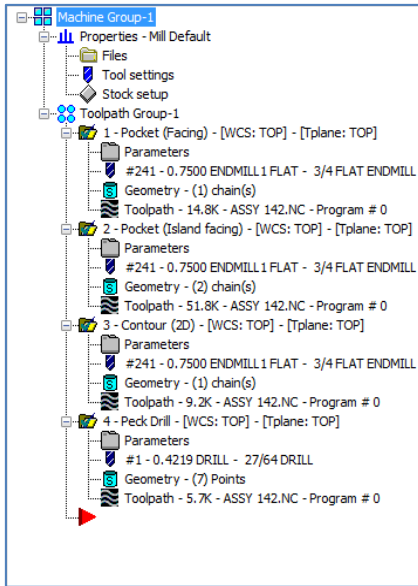 Machine Group-1
Properties - Mill Default
Files
Tool settings
Stock setup
Toolpath Group-1
1 - Pocket (Facing) - [WCS: TOP] - [Tplane: TOP]
Parameters
#241 - 0.7500 ENDMILL1 FLAT - 3/4 FLAT ENDMILL
Geometry - (1) chain(s)
Toolpath - 14.8K - ASSY 142.NC - Program # 0
2 - Pocket (Island facing) - [WCS: TOP] - [Tplane: TOP]
Parameters
#241 - 0.7500 ENDMILL1 FLAT - 3/4 FLAT ENDMILL
Geometry - (2) chain(s)
Toolpath - 51.8K - ASSY 142.NC - Program # 0
3 - Contour (2D) - [WCS: TOP] - [Tplane: TOP]
Parameters
#241 - 0.7500 ENDMILL1 FLAT - 3/4 FLAT ENDMILL
Geometry - (1) chain(s)
Toolpath - 9.2K - ASSY 142.NC - Program # 0
4 - Peck Drill - [WCS: TOP] - [Tplane: TOP]
Parameters
#1 - 0.4219 DRILL - 27/64 DRILL
Geometry - (7) Points
Toolpath - 5.7K - ASSY 142.NC - Program # 0